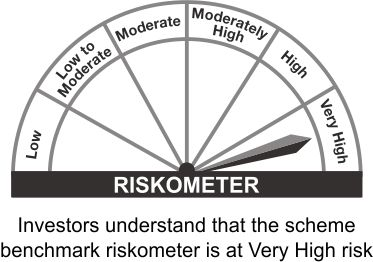 Low
Low to
Moderate
Moderate
Moderately
High
High
Very High
RISKOMETER
Investors understand that the scheme
benchmark riskometer is at Very High risk